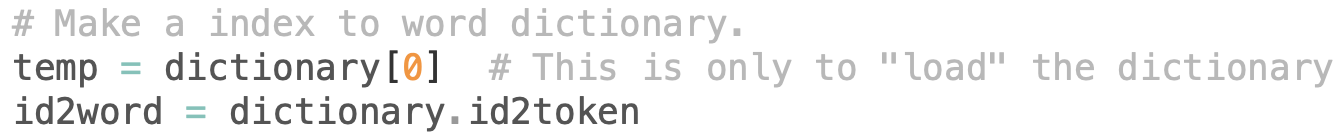 # Make a index to word dictionary.
temp = dictionary[0]  # This is only to "load" the dictionary
id2word = dictionary.id2token